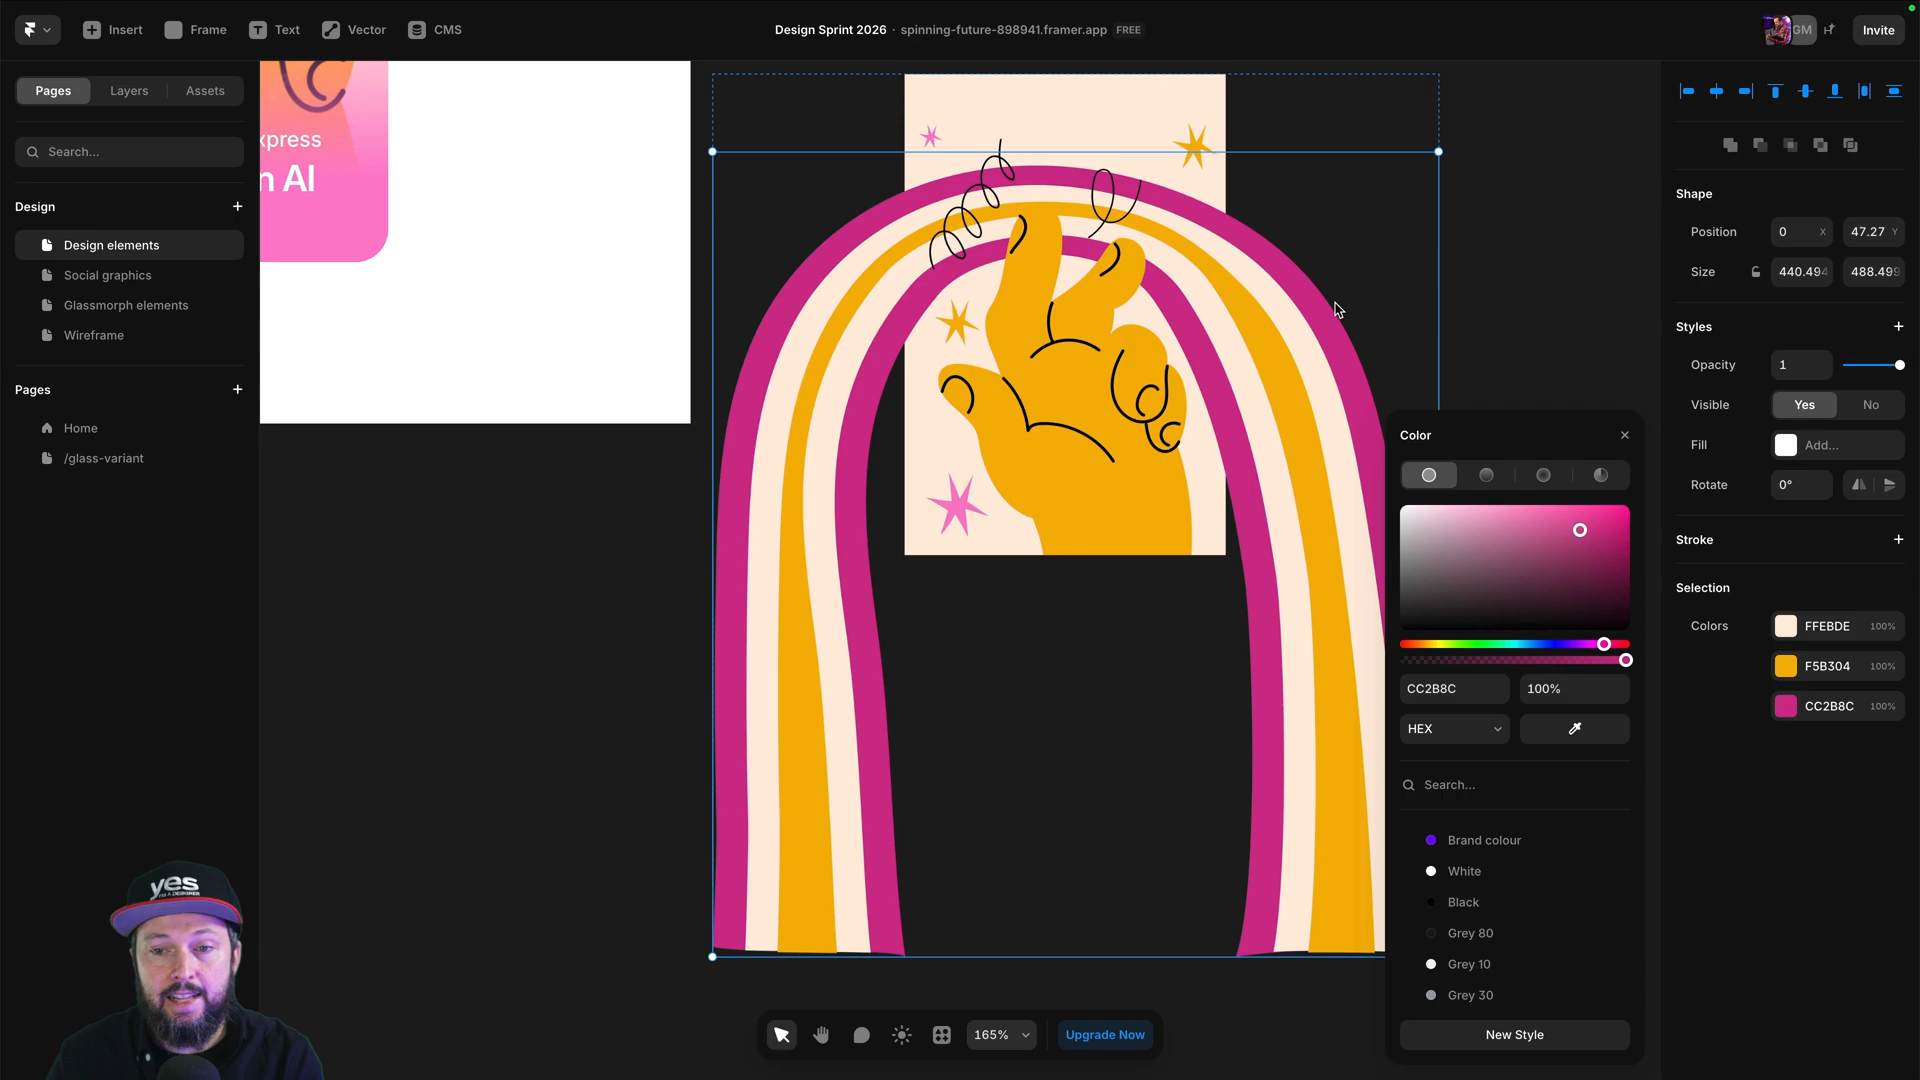 Insert
Frame
Text
Vector
CMS
Design Sprint 2026 · spinning-future-898941.framer.app FREE
GM
Invite
Pages
Layers
Assets
Search...
Design
Design elements
Social graphics
Glassmorph elements
Wireframe
Pages
Home
/glass-variant
xpress
n AI
yes
I'M A DESIGNER
Shape
Position
0 X
47.27 Y
Size
440.494
488.499
Styles
Opacity
1
Visible
Yes
No
Fill
Add...
Rotate
0°
Stroke
Selection
Colors
FFEBDE 100%
F5B304 100%
CC2B8C 100%
Color
CC2B8C
100%
HEX
Search...
Brand colour
White
Black
Grey 80
Grey 10
Grey 30
New Style
165%
Upgrade Now